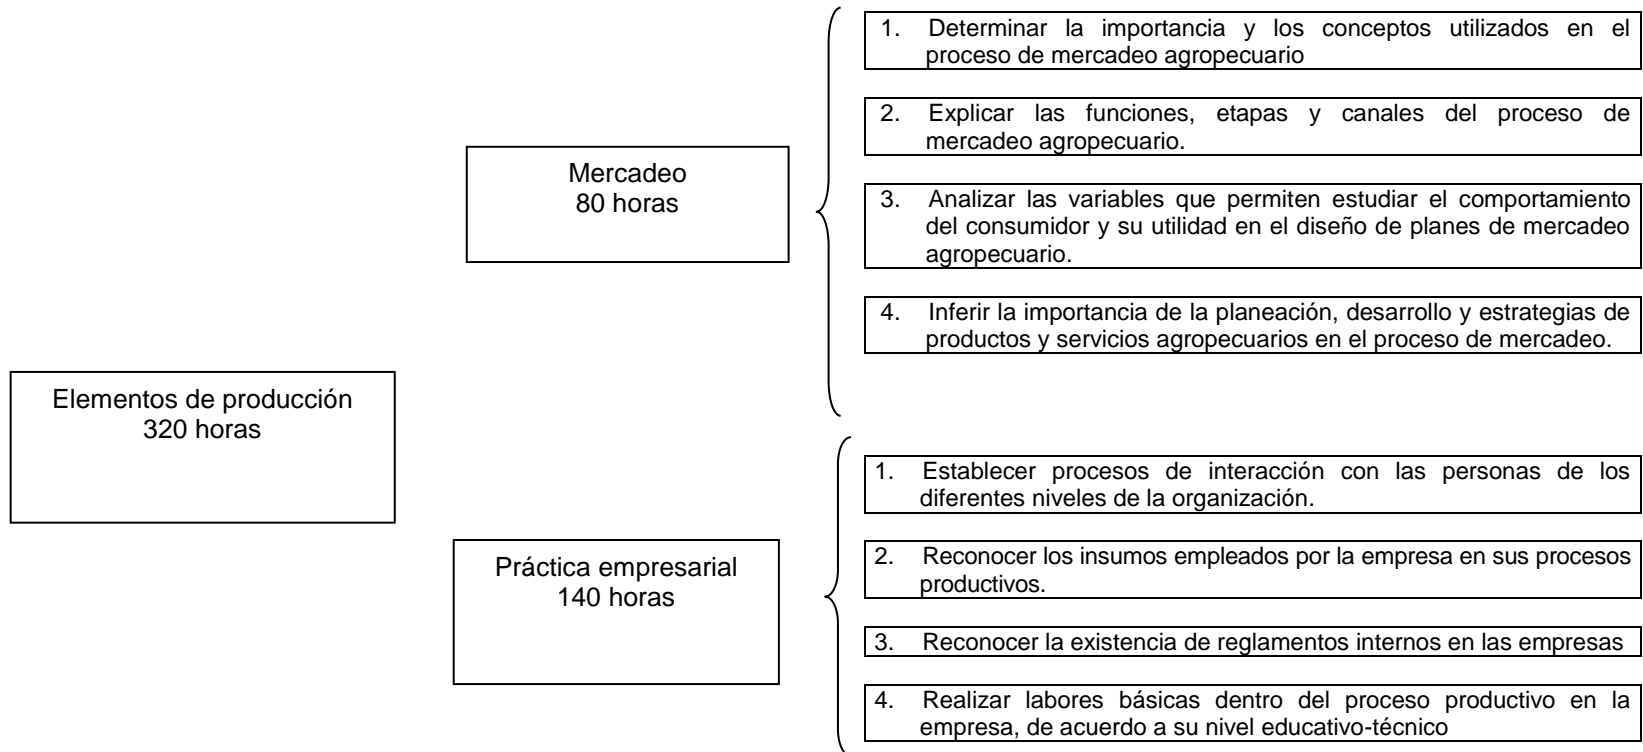 Mercadeo
80 horas
1. Determinar la importancia y los conceptos utilizados en el
proceso de mercadeo agropecuario
2. Explicar las funciones, etapas y canales del proceso de
mercadeo agropecuario.
3. Analizar las variables que permiten estudiar el comportamiento
del consumidor y su utilidad en el diseño de planes de mercadeo
agropecuario.
4. Inferir la importancia de la planeación, desarrollo y estrategias de
productos y servicios agropecuarios en el proceso de mercadeo.
Elementos de producción
320 horas
Práctica empresarial
140 horas
1. Establecer procesos de interacción con las personas de los
diferentes niveles de la organización.
2. Reconocer los insumos empleados por la empresa en sus procesos
productivos.
3. Reconocer la existencia de reglamentos internos en las empresas
4. Realizar labores básicas dentro del proceso productivo en la
empresa, de acuerdo a su nivel educativo-técnico